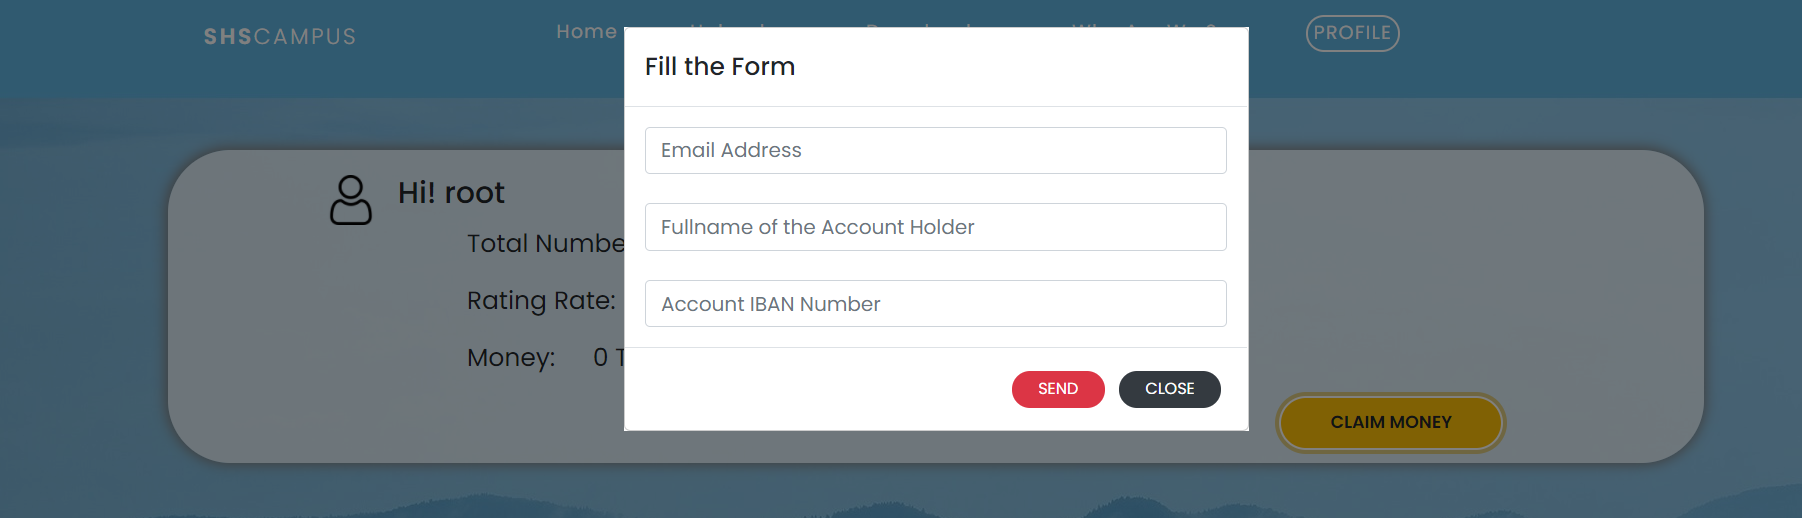 SHSCAMPUS
Home
PROFILE
Fill the Form
Email Address
Fullname of the Account Holder
Account IBAN Number
SEND
CLOSE
Hi! root
Total
Rating Rate:
Money: 0
CLAIM MONEY